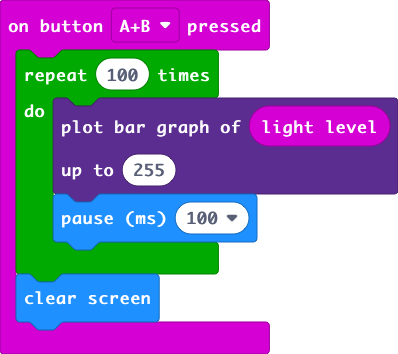 on button A+B pressed
repeat 100 times
do
plot bar graph of light level
up to 255
pause (ms) 100
clear screen